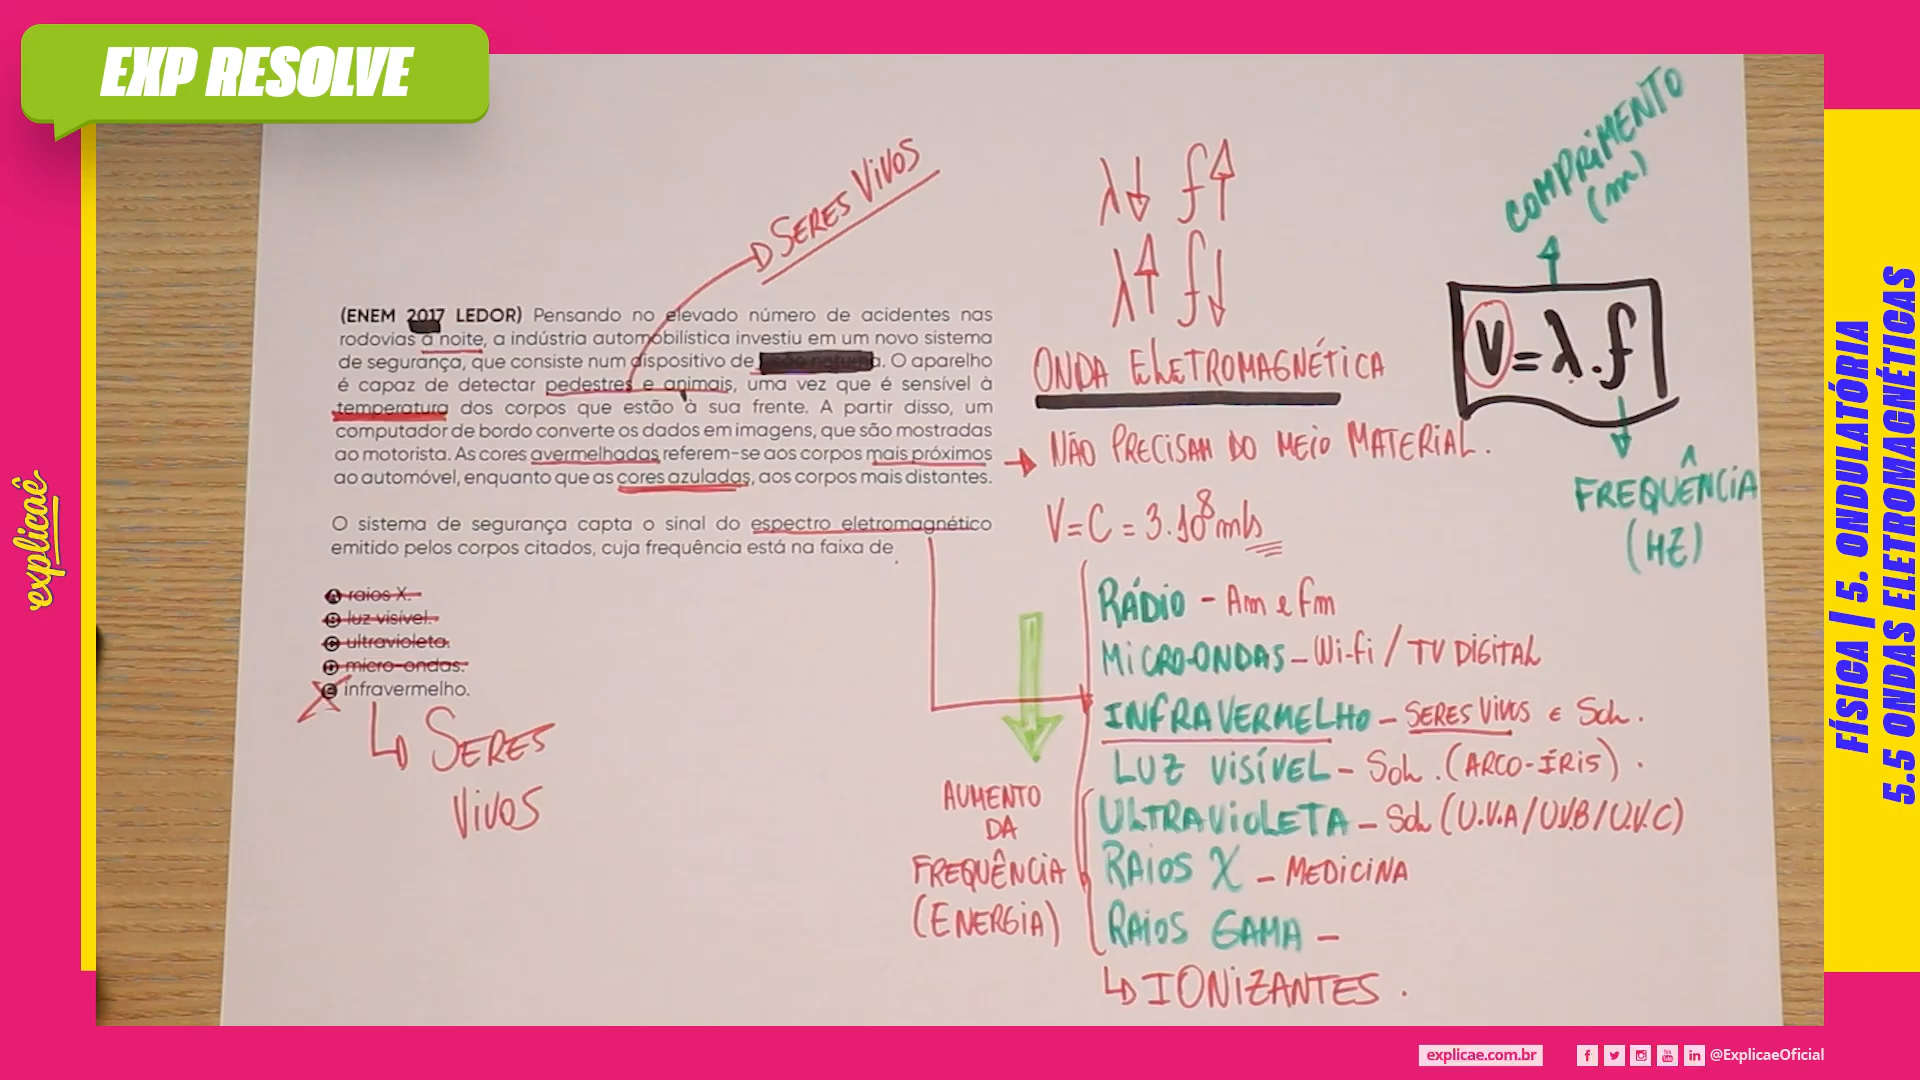 EXP RESOLVE
explicaê
(ENEM 2017 LEDOR) Pensando no elevado número de acidentes nas
rodovias à noite, a indústria automobilística investiu em um novo sistema
de segurança, que consiste num dispositivo de visão noturna. O aparelho
é capaz de detectar pedestres e animais, uma vez que é sensível à
temperatura dos corpos que estão à sua frente. A partir disso, um
computador de bordo converte os dados em imagens, que são mostradas
ao motorista. As cores avermelhadas referem-se aos corpos mais próximos
ao automóvel, enquanto que as cores azuladas, aos corpos mais distantes.
O sistema de segurança capta o sinal do espectro eletromagnético
emitido pelos corpos citados, cuja frequência está na faixa de
A raios X.
B luz visível.
C ultravioleta.
D micro-ondas.
E infravermelho.
↳ SERES
VIVOS
SERES VIVOS
λ↓ f↑
λ↑ f↓
ONDA ELETROMAGNÉTICA
→ NÃO PRECISAM DO MEIO MATERIAL.
V=C = 3.10⁸ m/s
RÁDIO - Am e Fm
MICRO-ONDAS - Wi-fi / TV DIGITAL
INFRAVERMELHO - SERES VIVOS E SOL.
LUZ VISÍVEL - SOL. (ARCO-ÍRIS).
ULTRAVIOLETA - SOL (U.V.A/U.V.B/U.V.C)
RAIOS X - MEDICINA
RAIOS GAMA -
↳ IONIZANTES.
AUMENTO
DA
FREQUÊNCIA
(ENERGIA)
COMPRIMENTO
(m)
V = λ.f
FREQUÊNCIA
(HZ)
FÍSICA | 5. ONDULATÓRIA
5.5 ONDAS ELETROMAGNÉTICAS
explicae.com.br
@ExplicaeOficial